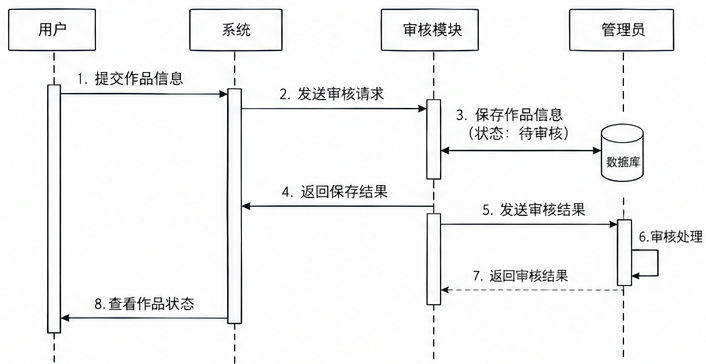 用户
系统
审核模块
管理员
1. 提交作品信息
2. 发送审核请求
3. 保存作品信息
（状态：待审核）
数据库
4. 返回保存结果
5. 发送审核结果
6.审核处理
7. 返回审核结果
8.查看作品状态